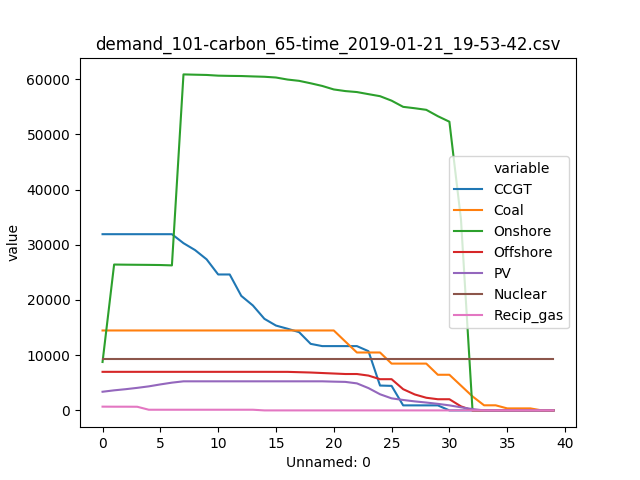 demand_101-carbon_65-time_2019-01-21_19-53-42.csv
60000
50000
40000
30000
20000
10000
0
value
variable
CCGT
Coal
Onshore
Offshore
PV
Nuclear
Recip_gas
0 5 10 15 20 25 30 35 40
Unnamed: 0